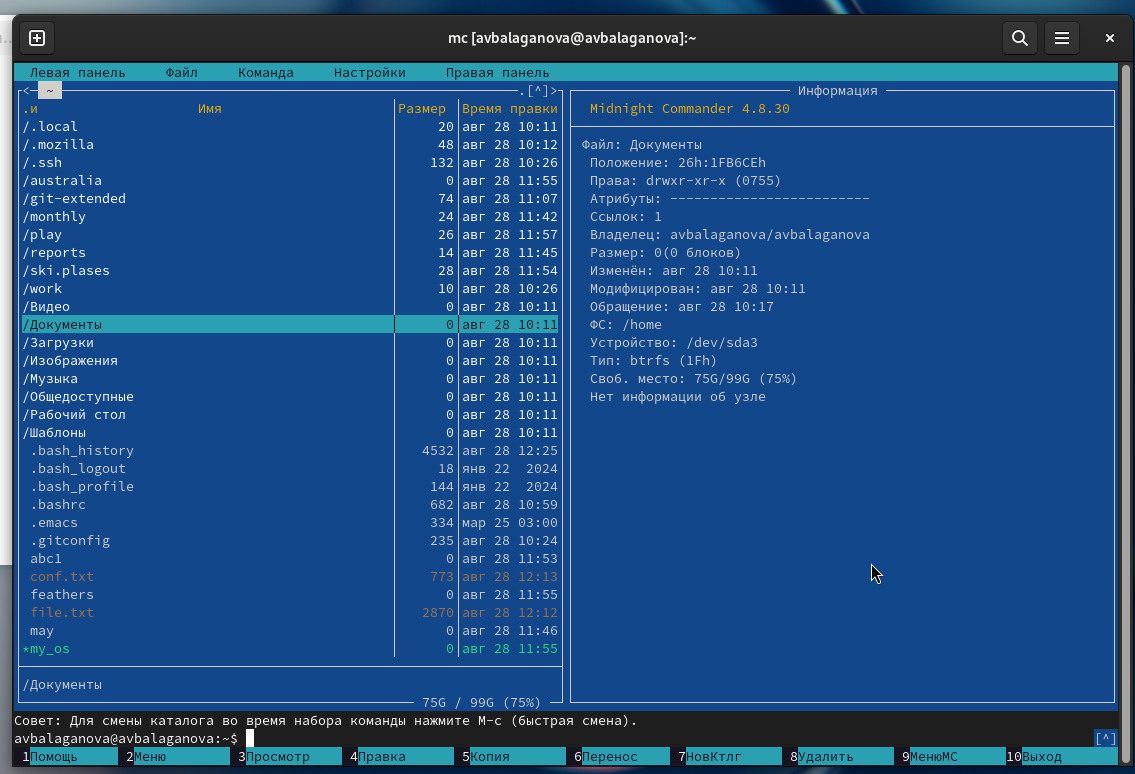 mc [avbalaganova@avbalaganova]:~
Левая панель Файл Команда Настройки Правая панель
<─ ~ .[^]>
.и Имя Размер Время правки
/.local 20 авг 28 10:11
/.mozilla 48 авг 28 10:12
/.ssh 132 авг 28 10:26
/australia 0 авг 28 11:55
/git-extended 74 авг 28 11:07
/monthly 24 авг 28 11:42
/play 26 авг 28 11:57
/reports 14 авг 28 11:45
/ski.plases 28 авг 28 11:54
/work 10 авг 28 10:26
/Видео 0 авг 28 10:11
/Документы 0 авг 28 10:11
/Загрузки 0 авг 28 10:11
/Изображения 0 авг 28 10:11
/Музыка 0 авг 28 10:11
/Общедоступные 0 авг 28 10:11
/Рабочий стол 0 авг 28 10:11
/Шаблоны 0 авг 28 10:11
.bash_history 4532 авг 28 12:25
.bash_logout 18 янв 22 2024
.bash_profile 144 янв 22 2024
.bashrc 682 авг 28 10:59
.emacs 334 мар 25 03:00
.gitconfig 235 авг 28 10:24
abc1 0 авг 28 11:53
conf.txt 773 авг 28 12:13
feathers 0 авг 28 11:55
file.txt 2870 авг 28 12:12
may 0 авг 28 11:46
*my_os 0 авг 28 11:55
/Документы
75G / 99G (75%)
Информация
Midnight Commander 4.8.30
Файл: Документы
Положение: 26h:1FB6CEh
Права: drwxr-xr-x (0755)
Атрибуты: -------------------------
Ссылок: 1
Владелец: avbalaganova/avbalaganova
Размер: 0(0 блоков)
Изменён: авг 28 10:11
Модифицирован: авг 28 10:11
Обращение: авг 28 10:17
ФС: /home
Устройство: /dev/sda3
Тип: btrfs (1Fh)
Своб. место: 75G/99G (75%)
Нет информации об узле
Совет: Для смены каталога во время набора команды нажмите M-c (быстрая смена).
avbalaganova@avbalaganova:~$ [^]
1Помощь 2Меню 3Просмотр 4Правка 5Копия 6Перенос 7НовКтлг 8Удалить 9МенюМС 10Выход